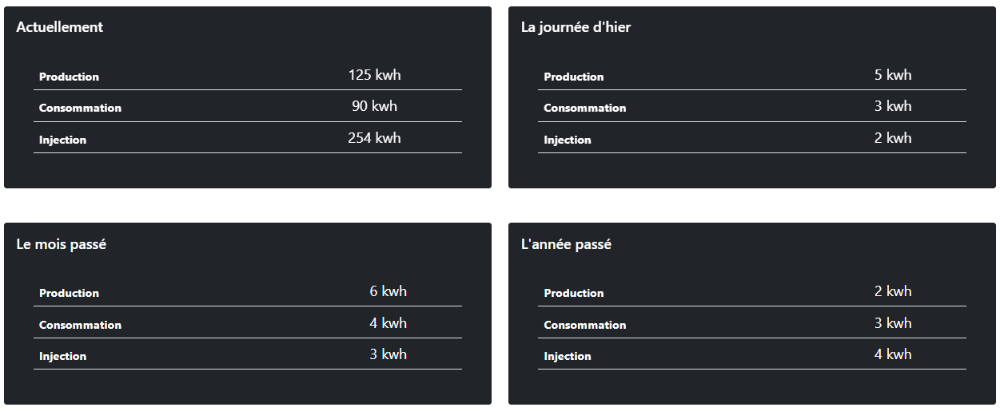 Actuellement
Production 125 kwh
Consommation 90 kwh
Injection 254 kwh
La journée d'hier
Production 5 kwh
Consommation 3 kwh
Injection 2 kwh
Le mois passé
Production 6 kwh
Consommation 4 kwh
Injection 3 kwh
L'année passé
Production 2 kwh
Consommation 3 kwh
Injection 4 kwh